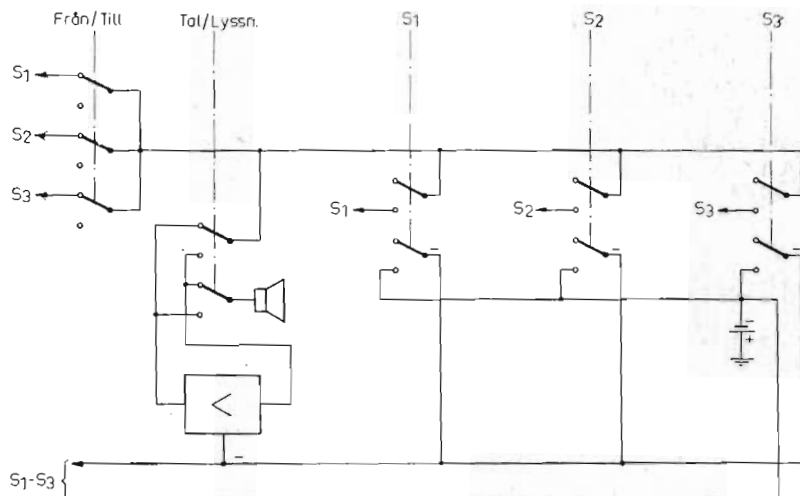 Från/Till Tal/Lyssn. S1 S2 S3
S1
S2
S3
S1 S2 S3
-
- - -
-
+
<
-
S1-S3